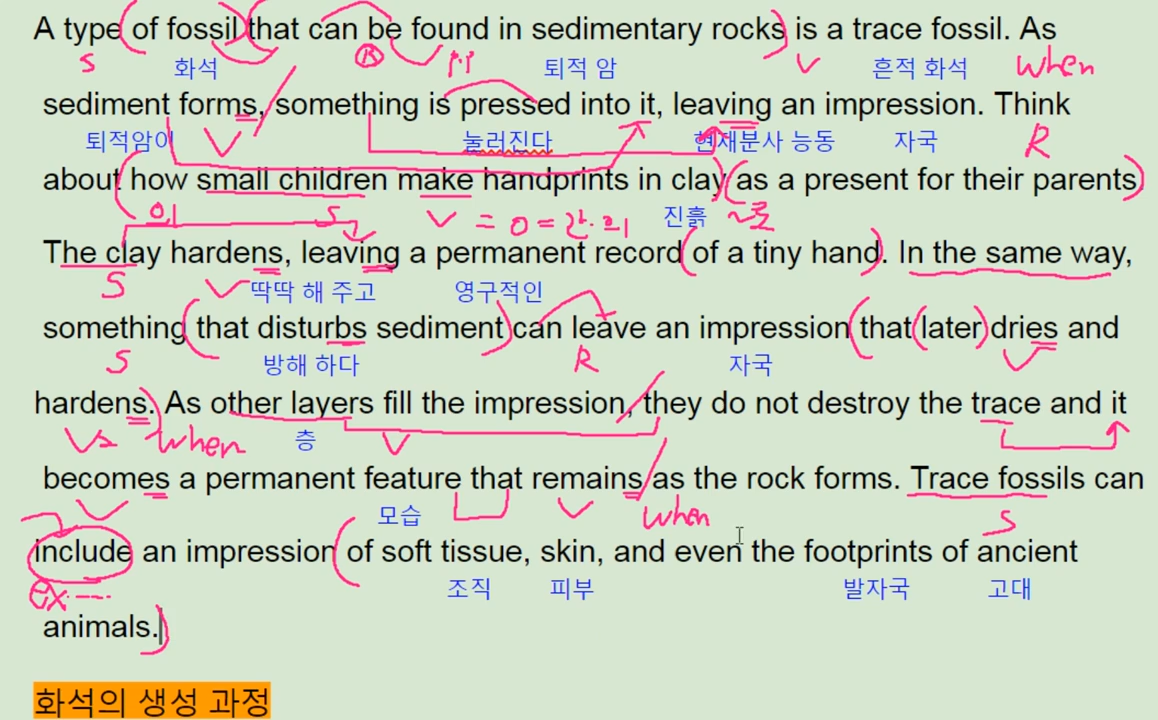 A type of fossil that can be found in sedimentary rocks is a trace fossil. As
S 화석 R p.p 퇴적 암 V 흔적 화석 when
sediment forms, something is pressed into it, leaving an impression. Think
퇴적암이 V 눌러진다 현재분사 능동 자국 R
about how small children make handprints in clay (as a present for their parents)
S V = O = 간.의 진흙 ~로
The clay hardens, leaving a permanent record (of a tiny hand). In the same way,
S V 딱딱 해 주고 영구적인
something (that disturbs sediment) can leave an impression (that (later) dries and
S 방해 하다 R 자국 V
hardens.) As other layers fill the impression, they do not destroy the trace and it
V2 when 층 V
becomes a permanent feature that remains as the rock forms. Trace fossils can
V 모습 V when S
include an impression (of soft tissue, skin, and even the footprints of ancient
ex. ... 조직 피부 발자국 고대
animals.)
화석의 생성 과정